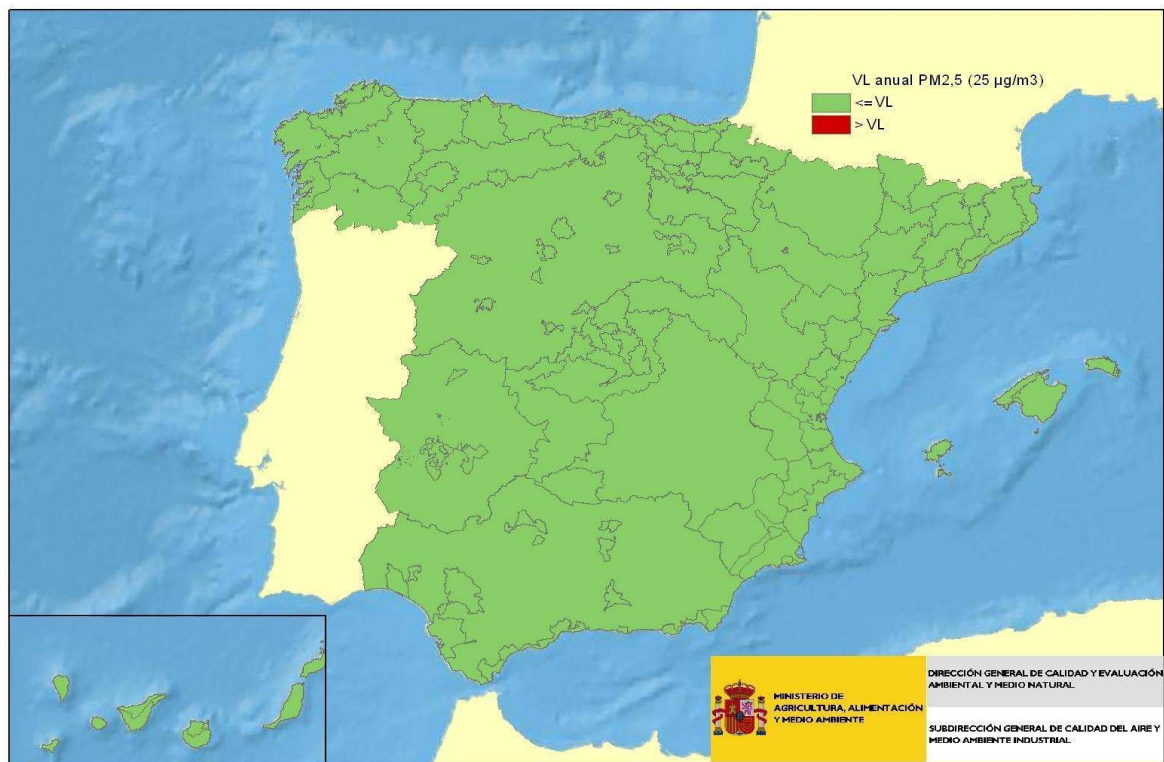 VL anual PM2,5 (25 µg/m3)
<= VL
> VL
MINISTERIO DE
AGRICULTURA, ALIMENTACIÓN
Y MEDIO AMBIENTE
DIRECCIÓN GENERAL DE CALIDAD Y EVALUACIÓN
AMBIENTAL Y MEDIO NATURAL
SUBDIRECCIÓN GENERAL DE CALIDAD DEL AIRE Y
MEDIO AMBIENTE INDUSTRIAL